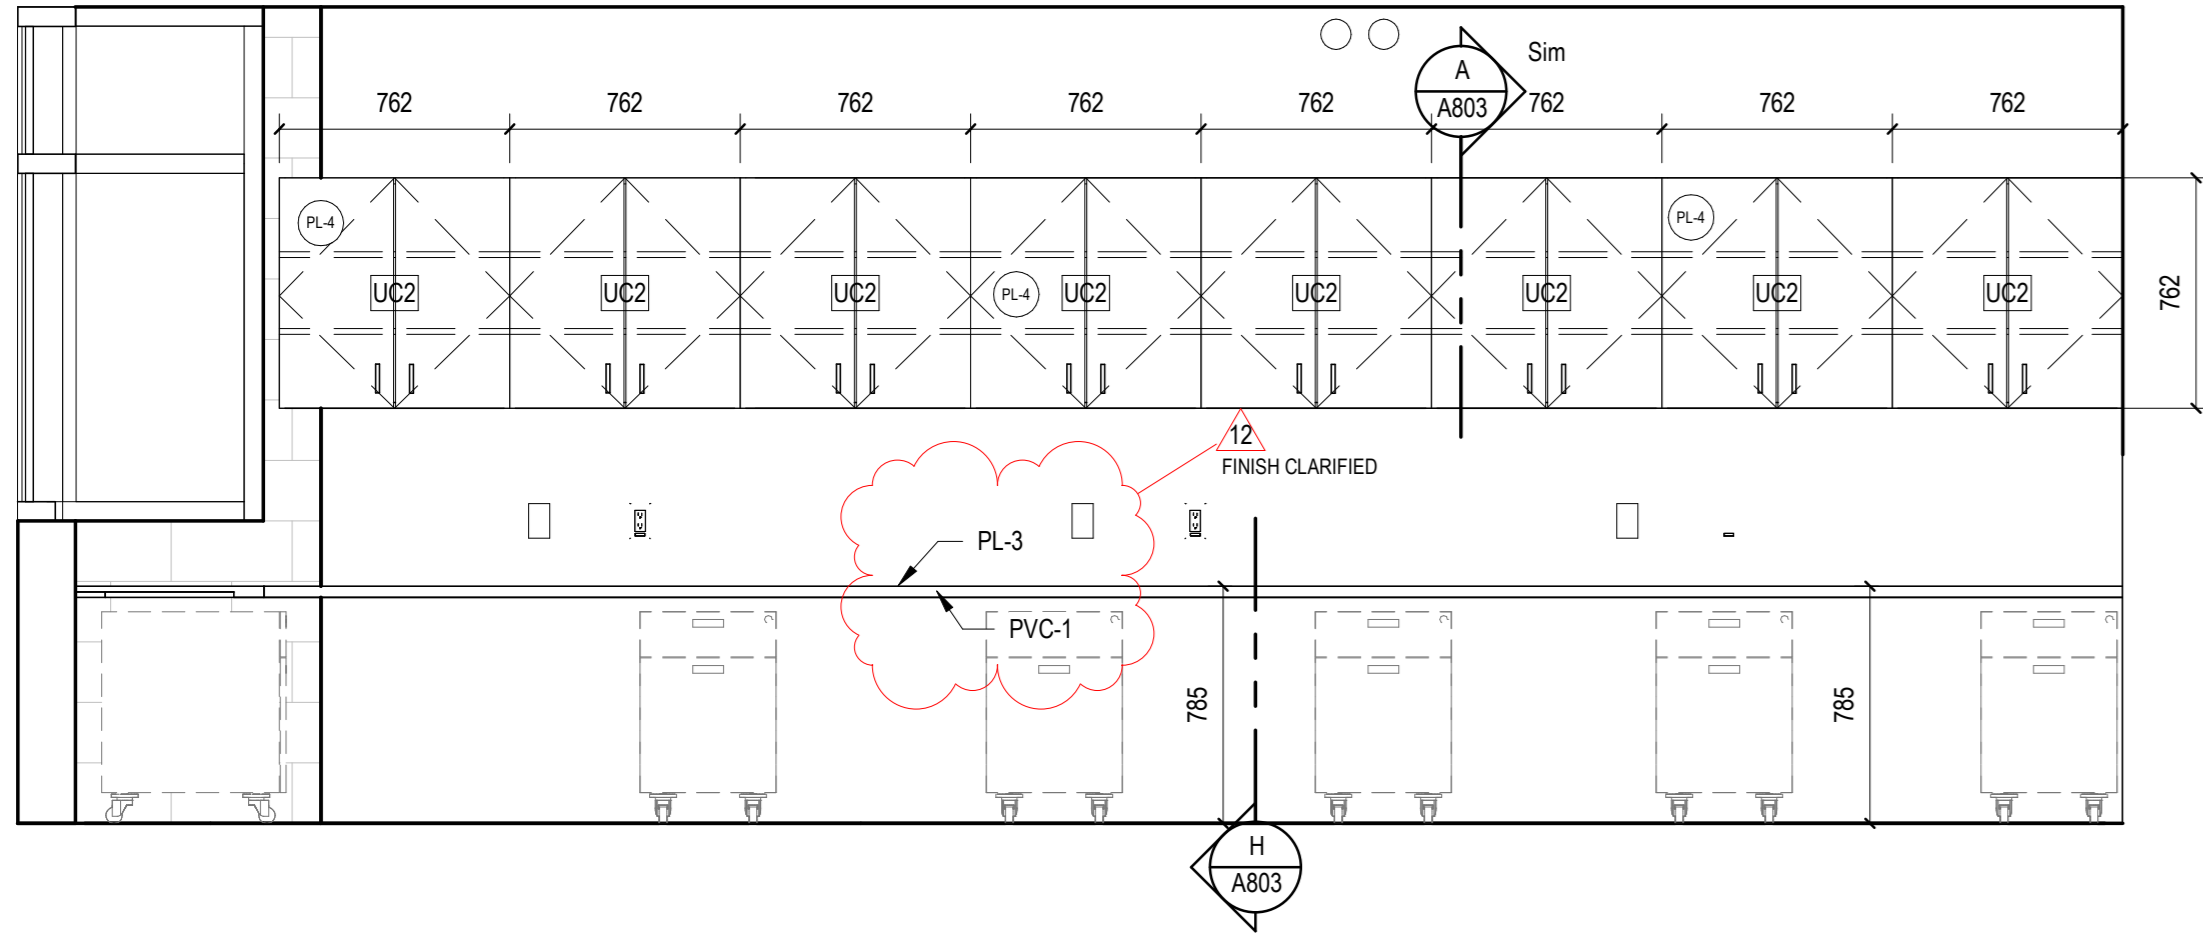 Sim
A
A803
762 762 762 762 762 762 762 762
PL-4
PL-4
PL-4
UC2 UC2 UC2 UC2 UC2 UC2 UC2 UC2
762
12
FINISH CLARIFIED
PL-3
PVC-1
785
785
H
A803